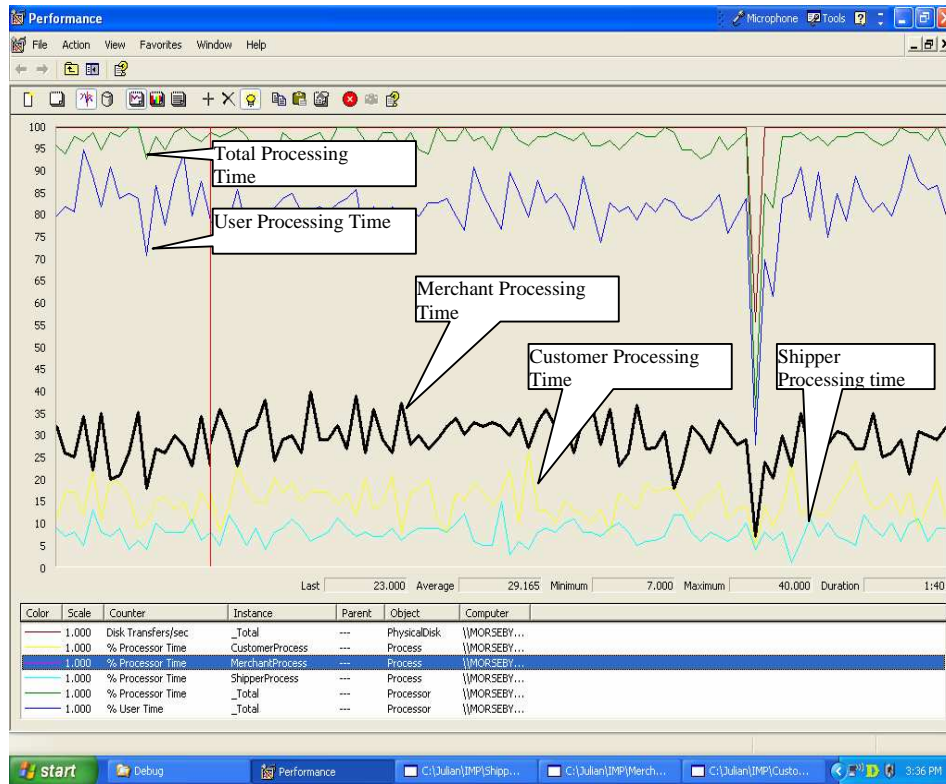 Performance
Microphone Tools
File Action View Favorites Window Help
100
95
90
85
80
75
70
65
60
55
50
45
40
35
30
25
20
15
10
5
0
Total Processing
Time
User Processing Time
Merchant Processing
Time
Customer Processing
Time
Shipper
Processing time
Last 23.000 Average 29.165 Minimum 7.000 Maximum 40.000 Duration 1:40
Color Scale Counter Instance Parent Object Computer
1.000 Disk Transfers/sec _Total --- PhysicalDisk \\MORSEBY...
1.000 % Processor Time CustomerProcess --- Process \\MORSEBY...
1.000 % Processor Time MerchantProcess --- Process \\MORSEBY...
1.000 % Processor Time ShipperProcess --- Process \\MORSEBY...
1.000 % Processor Time _Total --- Processor \\MORSEBY...
1.000 % User Time _Total --- Processor \\MORSEBY...
start Debug Performance C:\Julian\IMP\Shipp... C:\Julian\IMP\Merch... C:\Julian\IMP\Custo... 3:36 PM